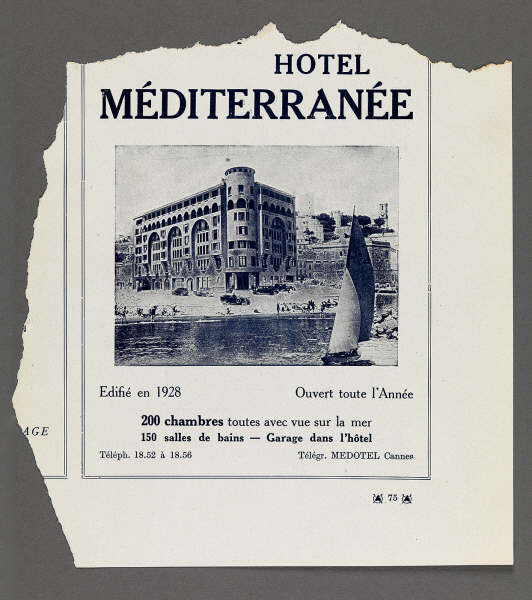 HOTEL
MÉDITERRANÉE
Edifié en 1928
Ouvert toute l'Année
200 chambres toutes avec vue sur la mer
150 salles de bains — Garage dans l'hôtel
Téléph. 18.52 à 18.56
Télégr. MEDOTEL Cannes
AGE
75